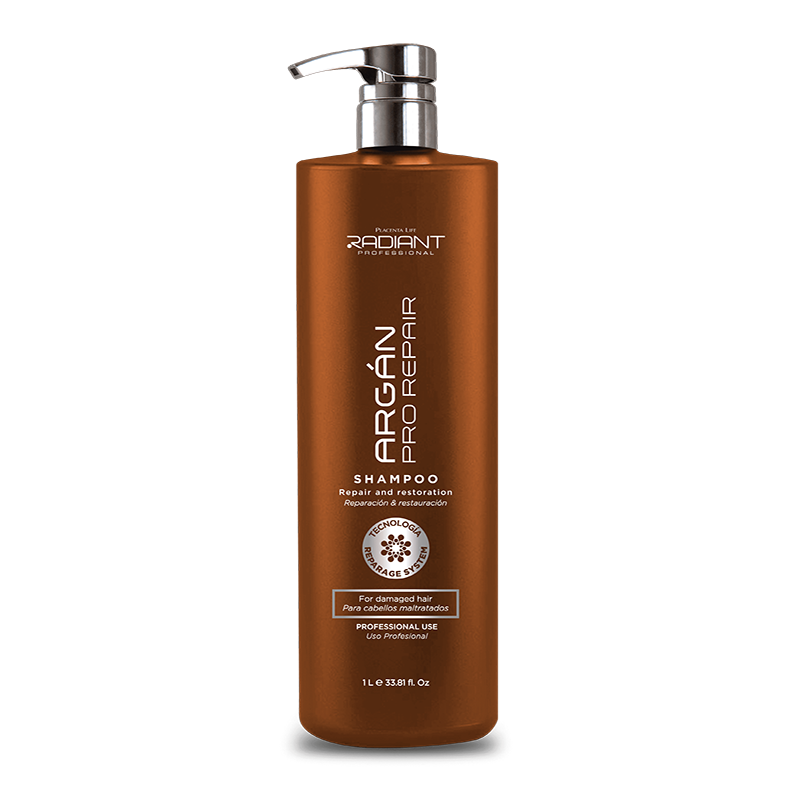 PLACENTA LIFE
RADIANT
PROFESSIONAL
ARGÁN
PRO REPAIR
SHAMPOO
Repair and restoration
Reparación & restauración
TECNOLOGÍA
REPARAGE SYSTEM
For damaged hair
Para cabellos maltratados
PROFESSIONAL USE
Uso Profesional
1 L e 33.81 fl. Oz